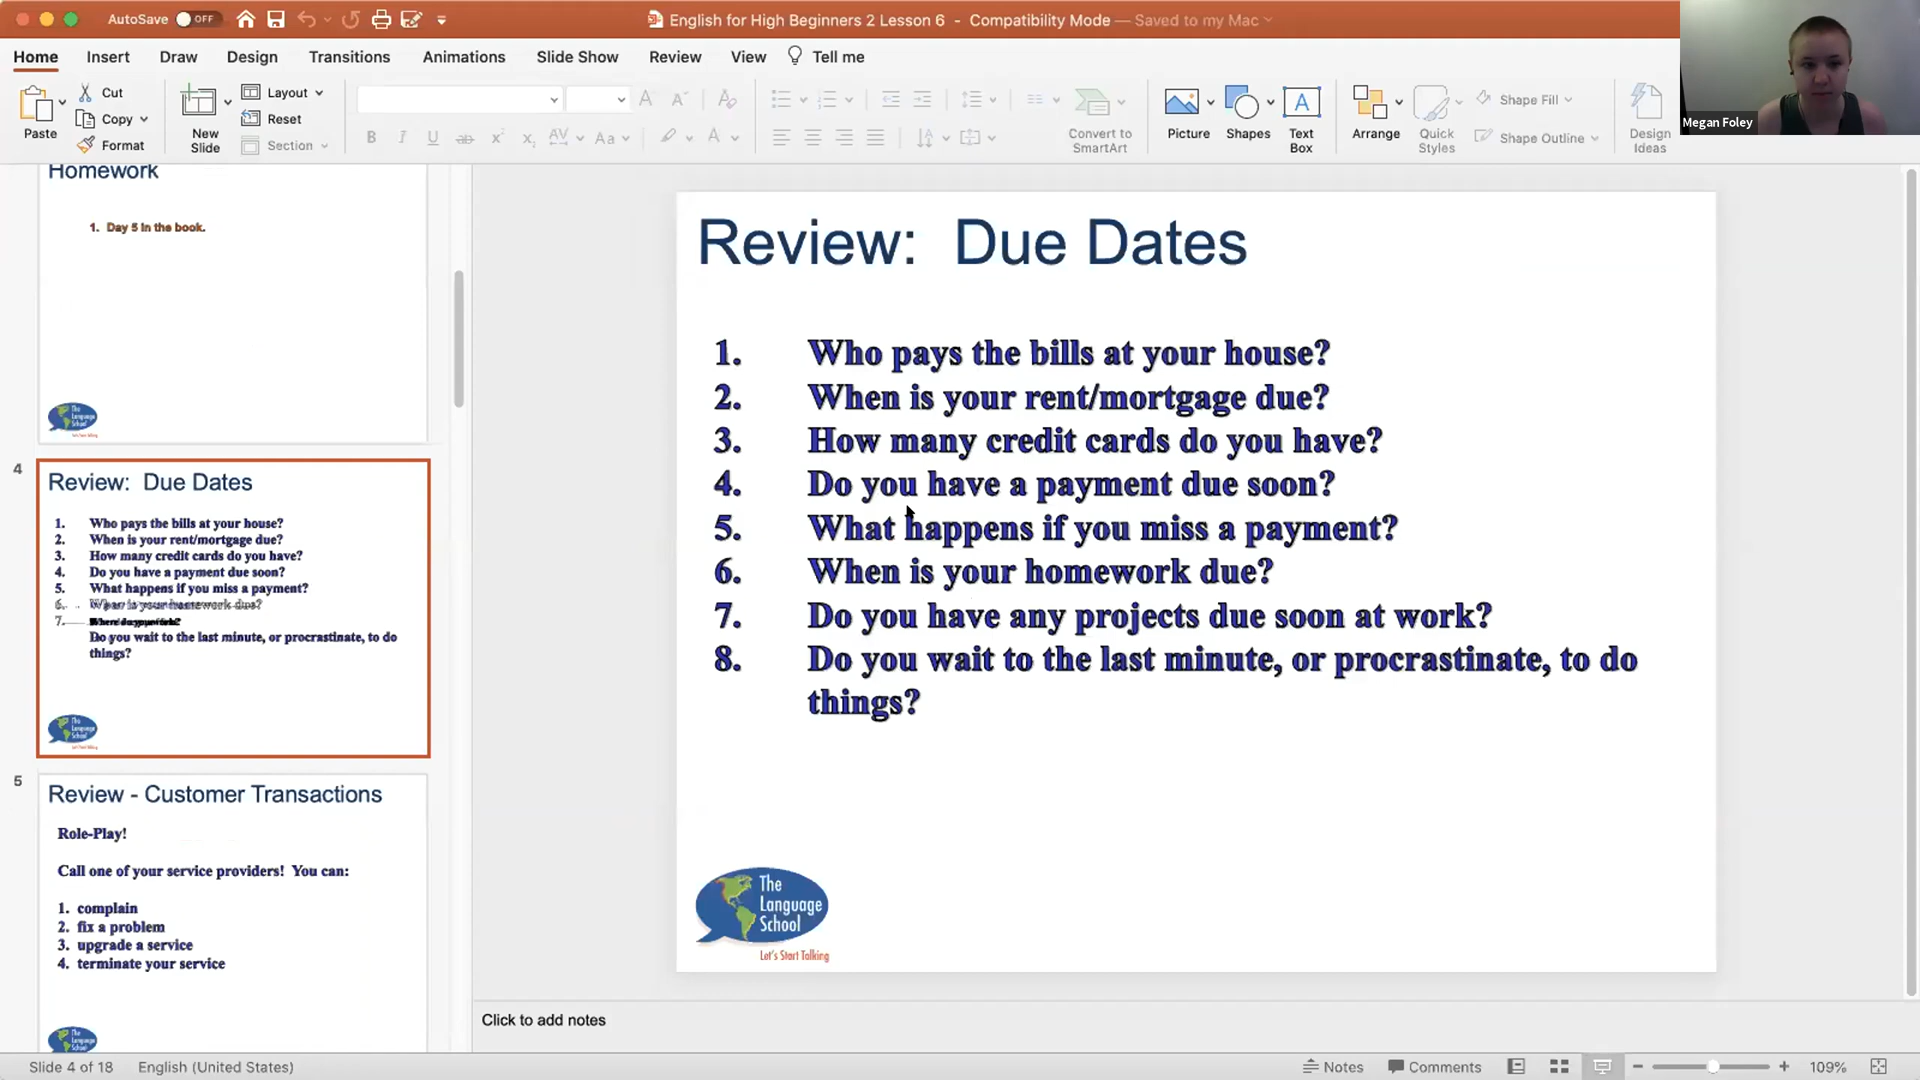 AutoSave OFF
English for High Beginners 2 Lesson 6 - Compatibility Mode — Saved to my Mac
Home Insert Draw Design Transitions Animations Slide Show Review View Tell me
Paste
Cut
Copy
Format
New Slide
Layout
Reset
Section
Convert to SmartArt
Picture
Shapes
Text Box
Arrange
Quick Styles
Shape Fill
Shape Outline
Design Ideas
Megan Foley
Homework
1. Day 5 in the book.
The Language School
4
Review: Due Dates
1. Who pays the bills at your house?
2. When is your rent/mortgage due?
3. How many credit cards do you have?
4. Do you have a payment due soon?
5. What happens if you miss a payment?
6.
7.
Do you wait to the last minute, or procrastinate, to do
things?
The Language School
5
Review - Customer Transactions
Role-Play!
Call one of your service providers! You can:
1. complain
2. fix a problem
3. upgrade a service
4. terminate your service
The Language
Review: Due Dates
1. Who pays the bills at your house?
2. When is your rent/mortgage due?
3. How many credit cards do you have?
4. Do you have a payment due soon?
5. What happens if you miss a payment?
6. When is your homework due?
7. Do you have any projects due soon at work?
8. Do you wait to the last minute, or procrastinate, to do
things?
The
Language
School
Let's Start Talking
Click to add notes
Slide 4 of 18 English (United States)
Notes Comments 109%